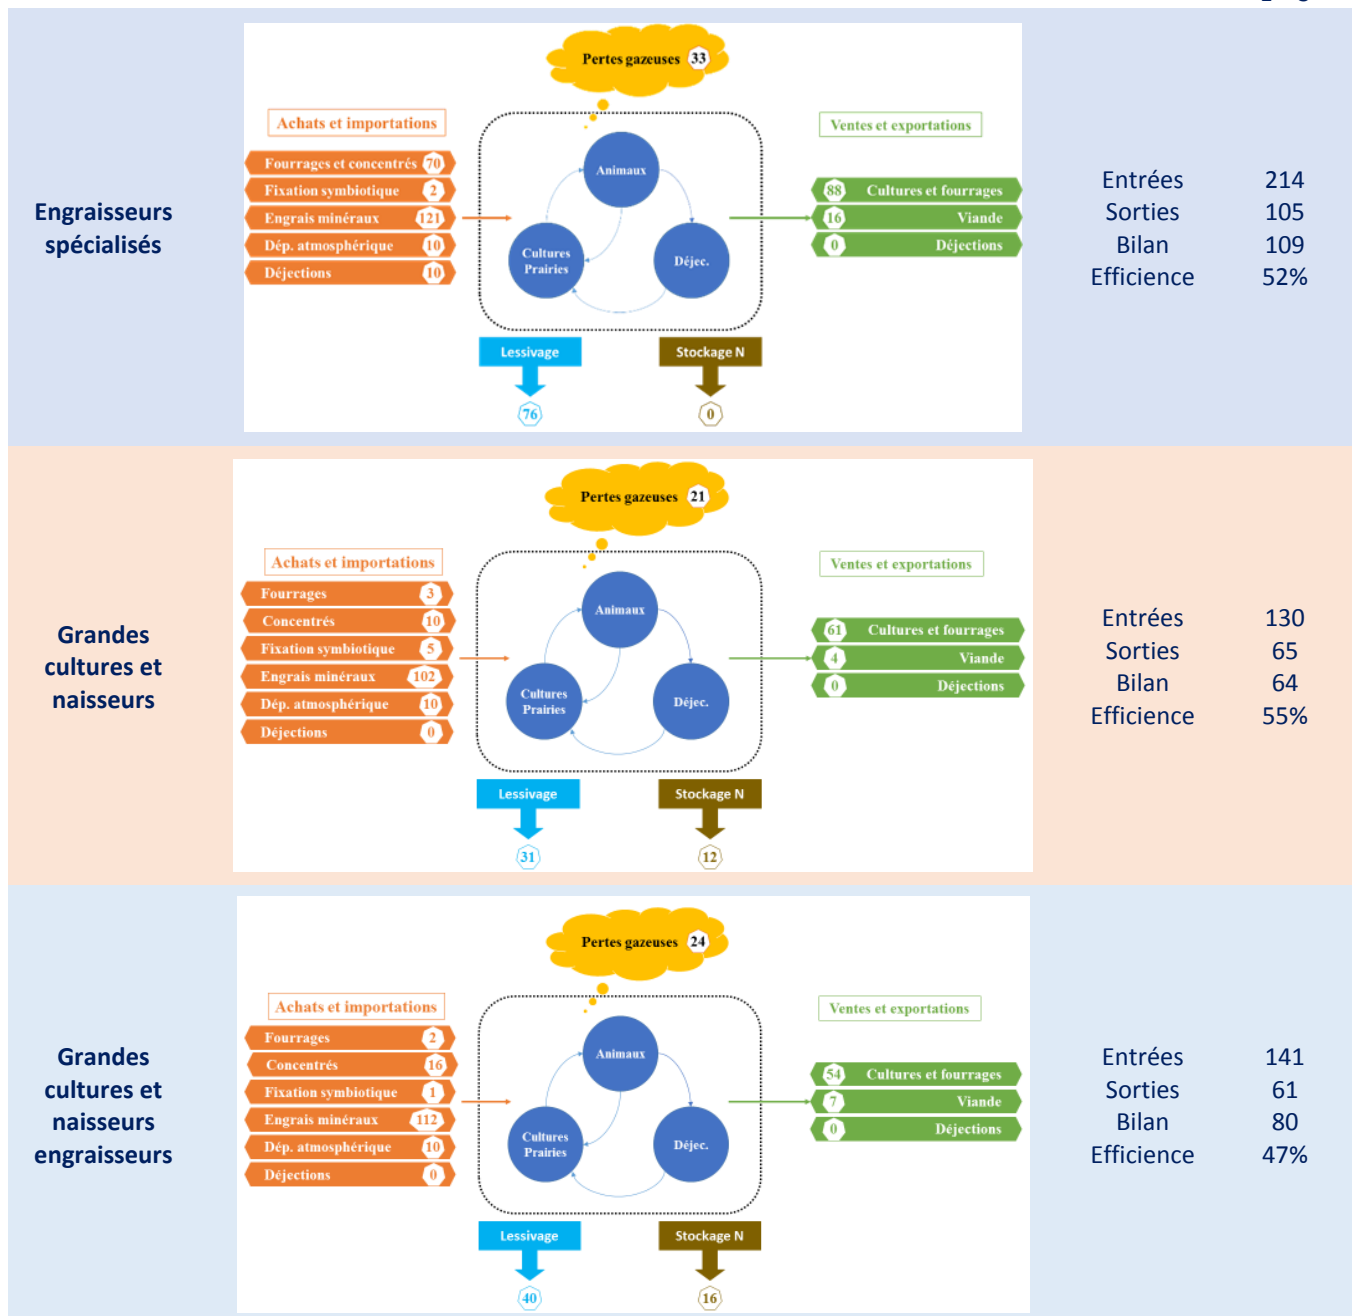 Engraisseurs
spécialisés
Pertes gazeuses 33
Achats et importations
Fourrages et concentrés 70
Fixation symbiotique 2
Engrais minéraux 121
Dép. atmosphérique 10
Déjections 10
Animaux
Cultures
Prairies
Déjec.
Ventes et exportations
88 Cultures et fourrages
16 Viande
0 Déjections
Lessivage
76
Stockage N
0
Entrées 214
Sorties 105
Bilan 109
Efficience 52%
Grandes
cultures et
naisseurs
Pertes gazeuses 21
Achats et importations
Fourrages 3
Concentrés 10
Fixation symbiotique 5
Engrais minéraux 102
Dép. atmosphérique 10
Déjections 0
Animaux
Cultures
Prairies
Déjec.
Ventes et exportations
61 Cultures et fourrages
4 Viande
0 Déjections
Lessivage
31
Stockage N
12
Entrées 130
Sorties 65
Bilan 64
Efficience 55%
Grandes
cultures et
naisseurs
engraisseurs
Pertes gazeuses 24
Achats et importations
Fourrages 2
Concentrés 16
Fixation symbiotique 1
Engrais minéraux 112
Dép. atmosphérique 10
Déjections 0
Animaux
Cultures
Prairies
Déjec.
Ventes et exportations
54 Cultures et fourrages
7 Viande
0 Déjections
Lessivage
40
Stockage N
16
Entrées 141
Sorties 61
Bilan 80
Efficience 47%